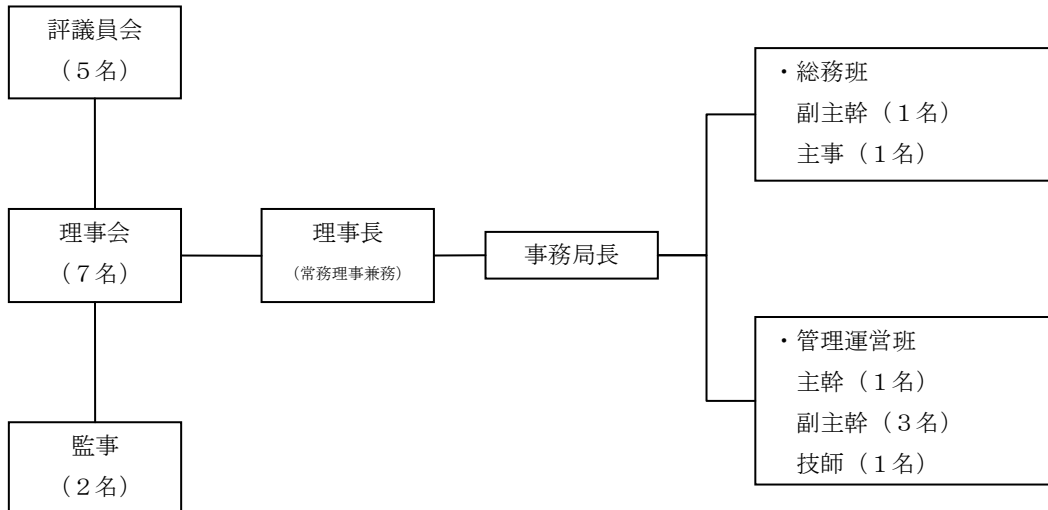 評議員会
（５名）
理事会
（７名）
監事
（２名）
理事長
（常務理事兼務）
事務局長
・総務班
副主幹（１名）
主事（１名）
・管理運営班
主幹（１名）
副主幹（３名）
技師（１名）